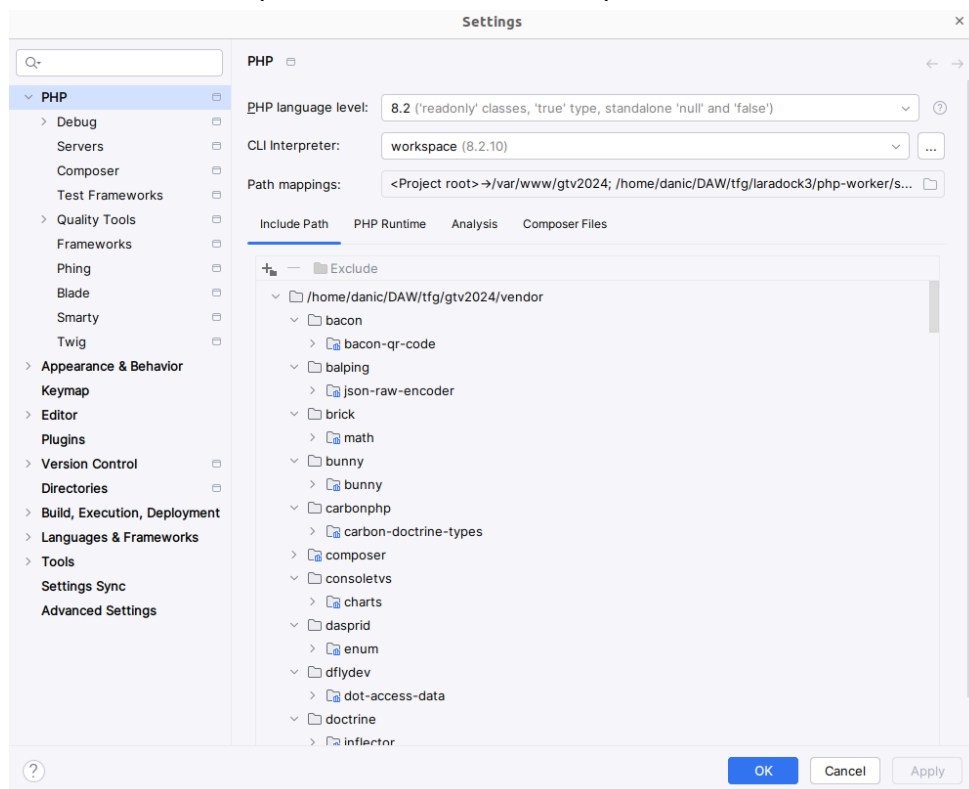 Settings
PHP
PHP
Debug
Servers
Composer
Test Frameworks
Quality Tools
Frameworks
Phing
Blade
Smarty
Twig
Appearance & Behavior
Keymap
Editor
Plugins
Version Control
Directories
Build, Execution, Deployment
Languages & Frameworks
Tools
Settings Sync
Advanced Settings
PHP language level: 8.2 ('readonly' classes, 'true' type, standalone 'null' and 'false')
CLI Interpreter: workspace (8.2.10) ...
Path mappings: <Project root>→/var/www/gtv2024; /home/danic/DAW/tfg/laradock3/php-worker/s...
Include Path PHP Runtime Analysis Composer Files
Exclude
/home/danic/DAW/tfg/gtv2024/vendor
bacon
bacon-qr-code
balping
json-raw-encoder
brick
math
bunny
bunny
carbonphp
carbon-doctrine-types
composer
consoletvs
charts
dasprid
enum
dflydev
dot-access-data
doctrine
inflector
? OK Cancel Apply